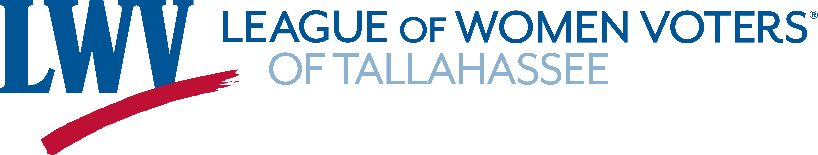 LWV LEAGUE OF WOMEN VOTERS®
OF TALLAHASSEE